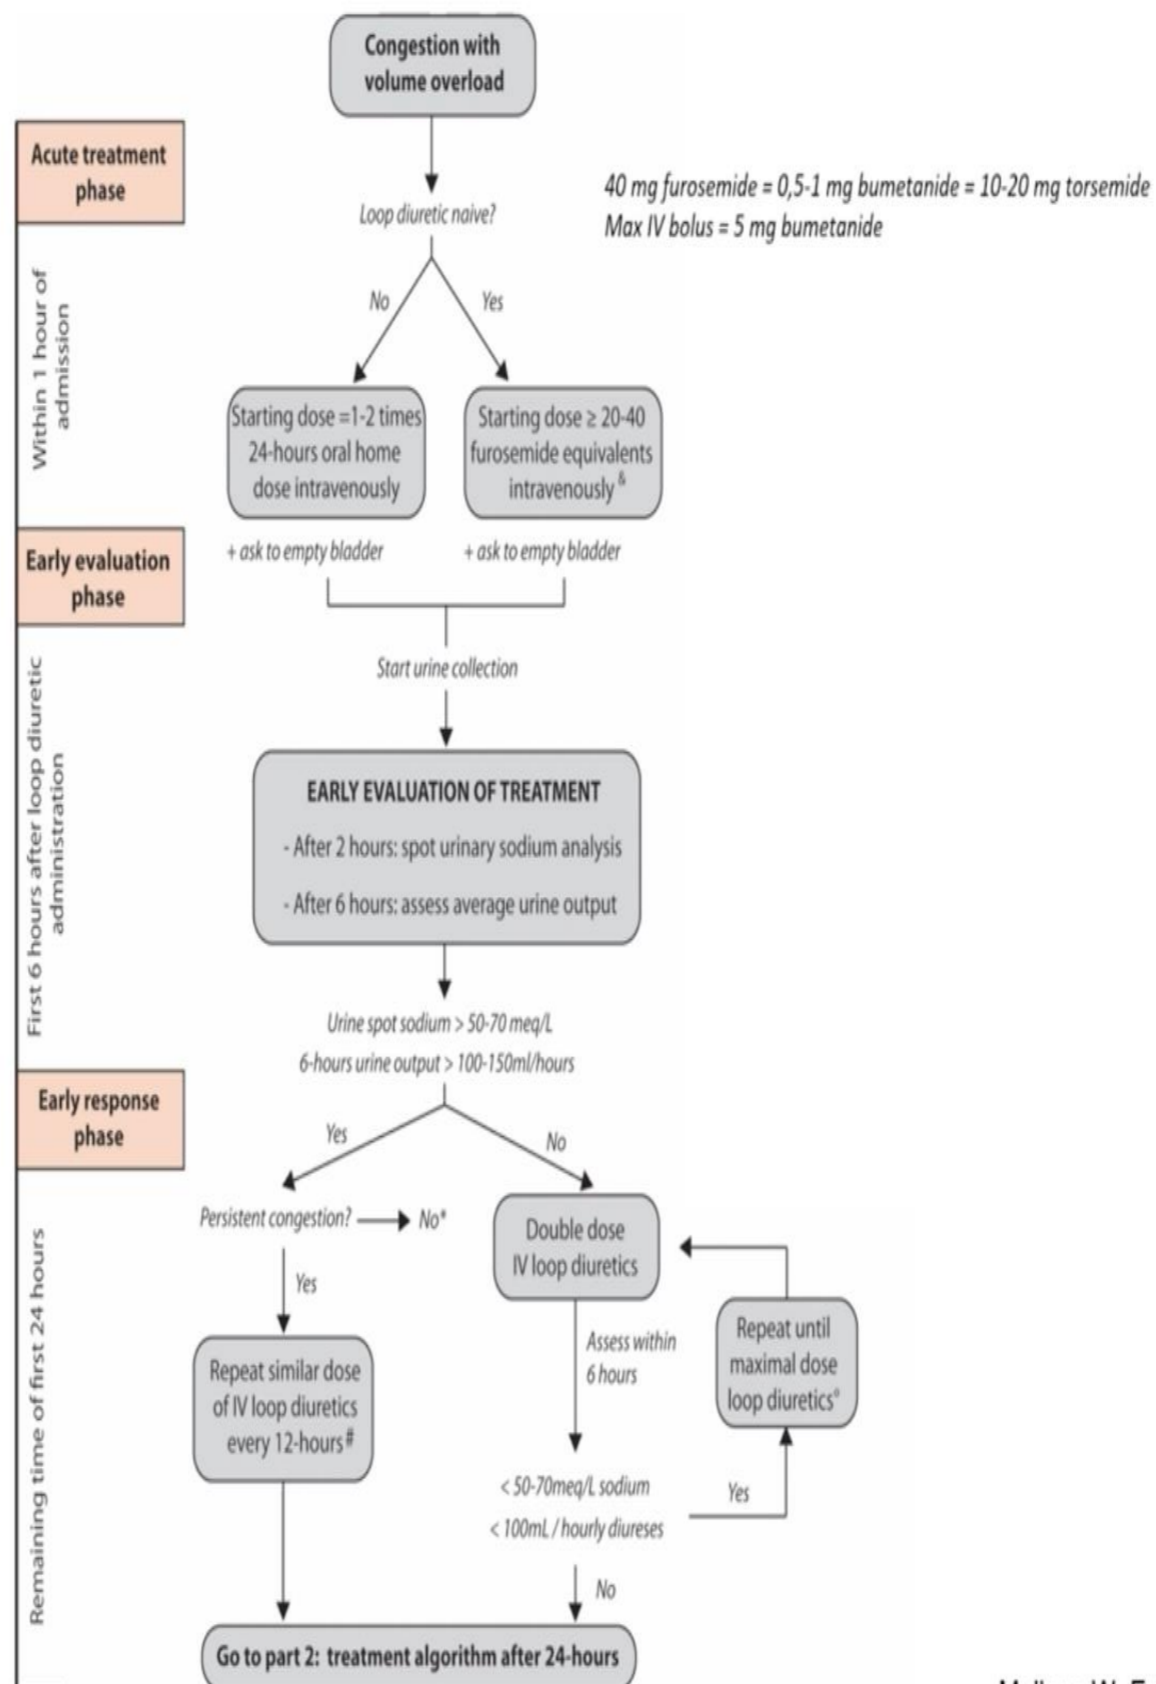 Congestion with
volume overload
Acute treatment
phase
40 mg furosemide = 0,5-1 mg bumetanide = 10-20 mg torsemide
Max IV bolus = 5 mg bumetanide
Loop diuretic naive?
No
Yes
Within 1 hour of
admission
Starting dose =1-2 times
24-hours oral home
dose intravenously
Starting dose ≥ 20-40
furosemide equivalents
intravenously &
+ ask to empty bladder
+ ask to empty bladder
Early evaluation
phase
Start urine collection
First 6 hours after loop diuretic
administration
EARLY EVALUATION OF TREATMENT
- After 2 hours: spot urinary sodium analysis
- After 6 hours: assess average urine output
Urine spot sodium > 50-70 meq/L
6-hours urine output > 100-150ml/hours
Early response
phase
Yes
No
Persistent congestion?
No*
Double dose
IV loop diuretics
Yes
Remaining time of first 24 hours
Repeat similar dose
of IV loop diuretics
every 12-hours #
Assess within
6 hours
Repeat until
maximal dose
loop diuretics°
< 50-70meq/L sodium
< 100mL / hourly diureses
Yes
No
Go to part 2: treatment algorithm after 24-hours